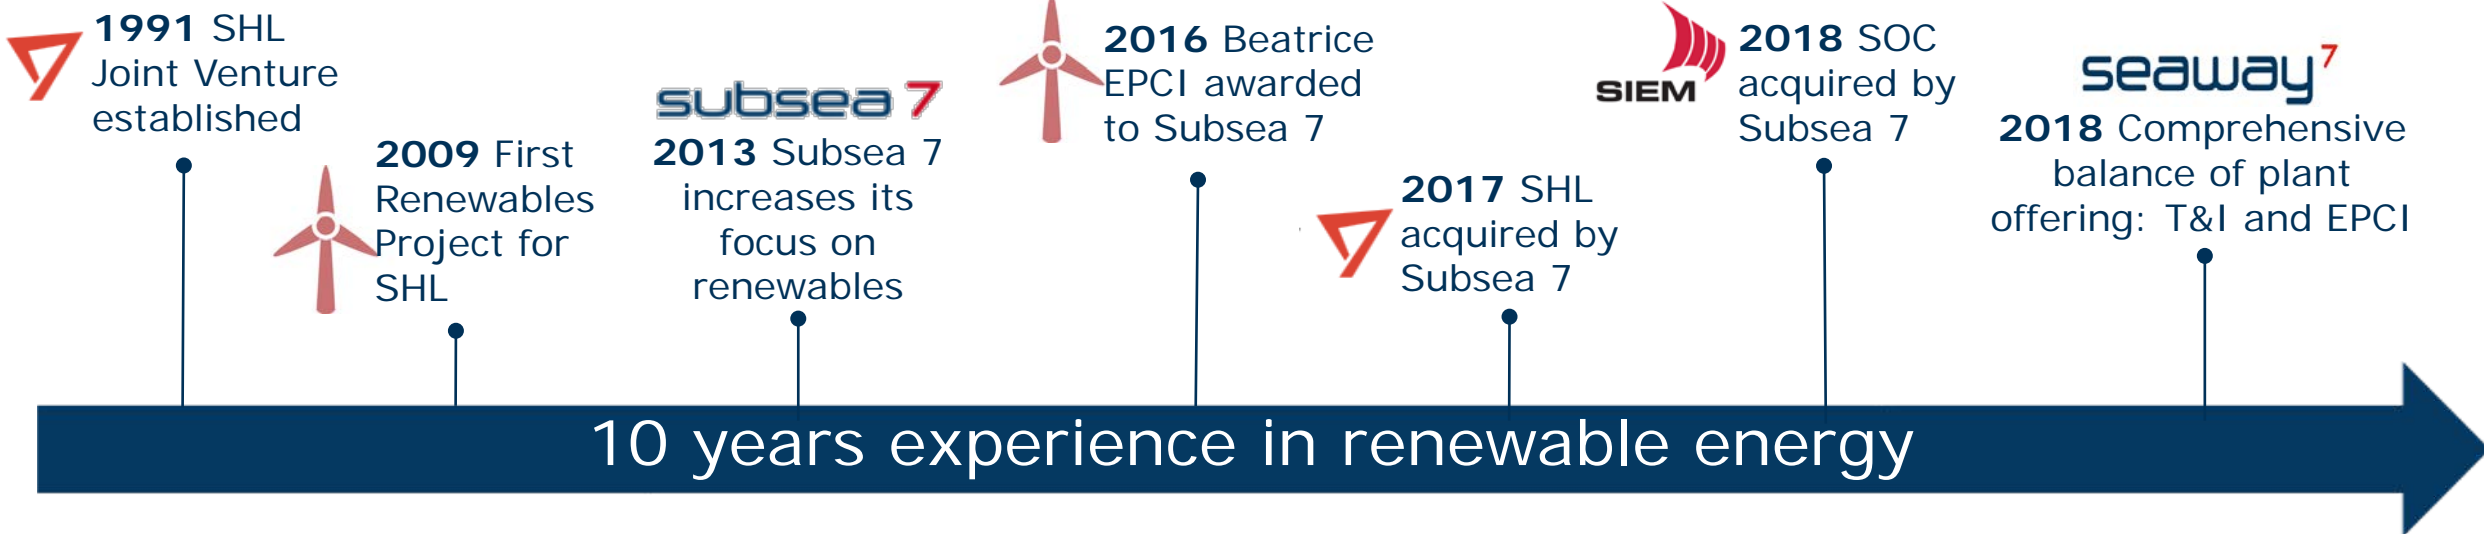 1991 SHL
Joint Venture
established
2009 First
Renewables
Project for
SHL
subsea 7
2013 Subsea 7
increases its
focus on
renewables
2016 Beatrice
EPCI awarded
to Subsea 7
2017 SHL
acquired by
Subsea 7
SIEM
2018 SOC
acquired by
Subsea 7
seaway7
2018 Comprehensive
balance of plant
offering: T&I and EPCI
10 years experience in renewable energy